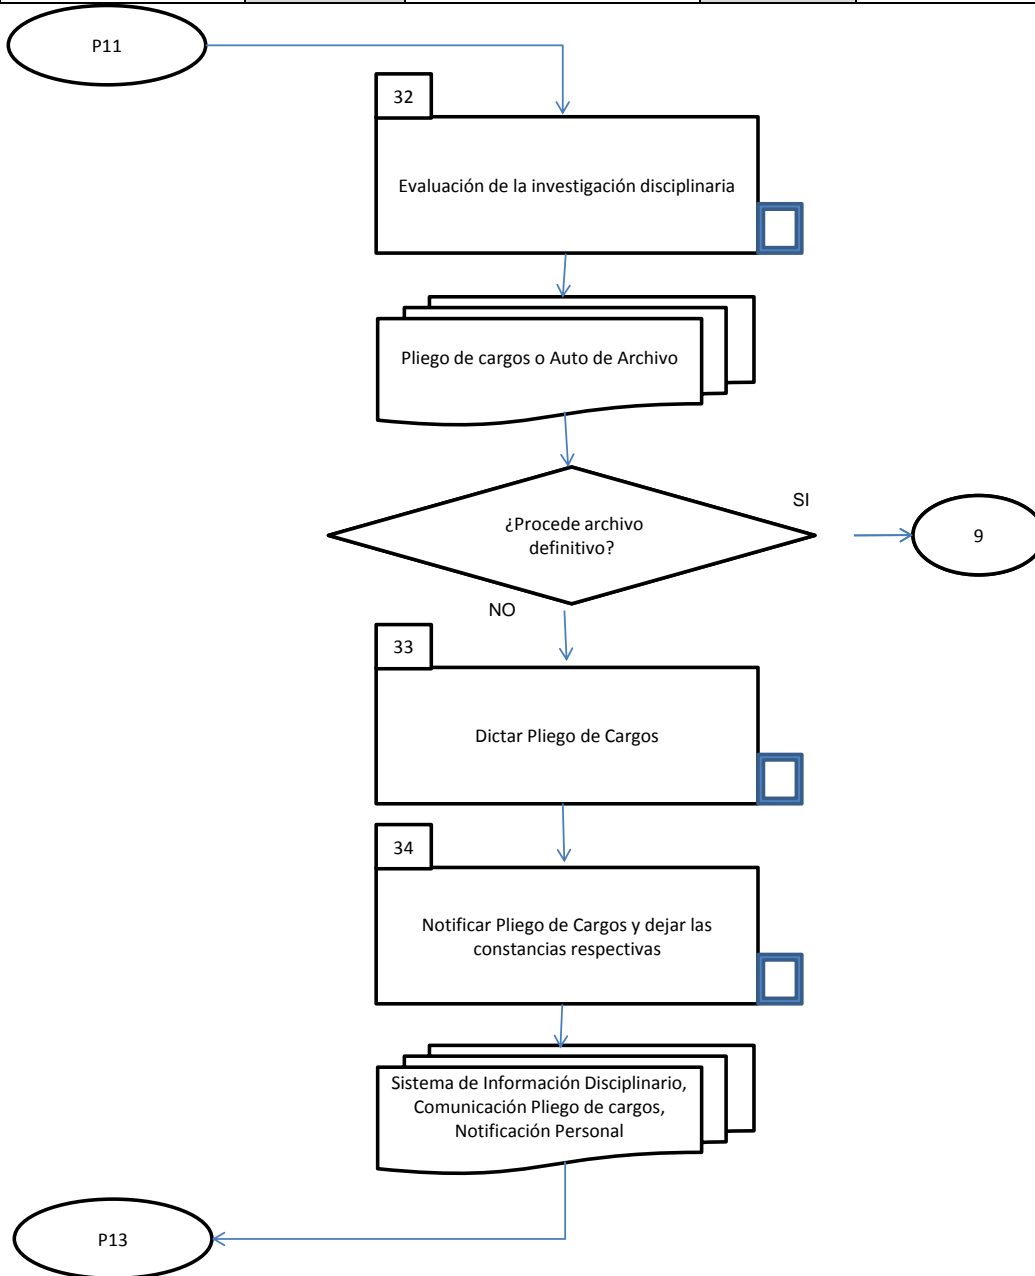 P11
32
Evaluación de la investigación disciplinaria
Pliego de cargos o Auto de Archivo
¿Procede archivo
definitivo?
SI
9
NO
33
Dictar Pliego de Cargos
34
Notificar Pliego de Cargos y dejar las
constancias respectivas
Sistema de Información Disciplinario,
Comunicación Pliego de cargos,
Notificación Personal
P13